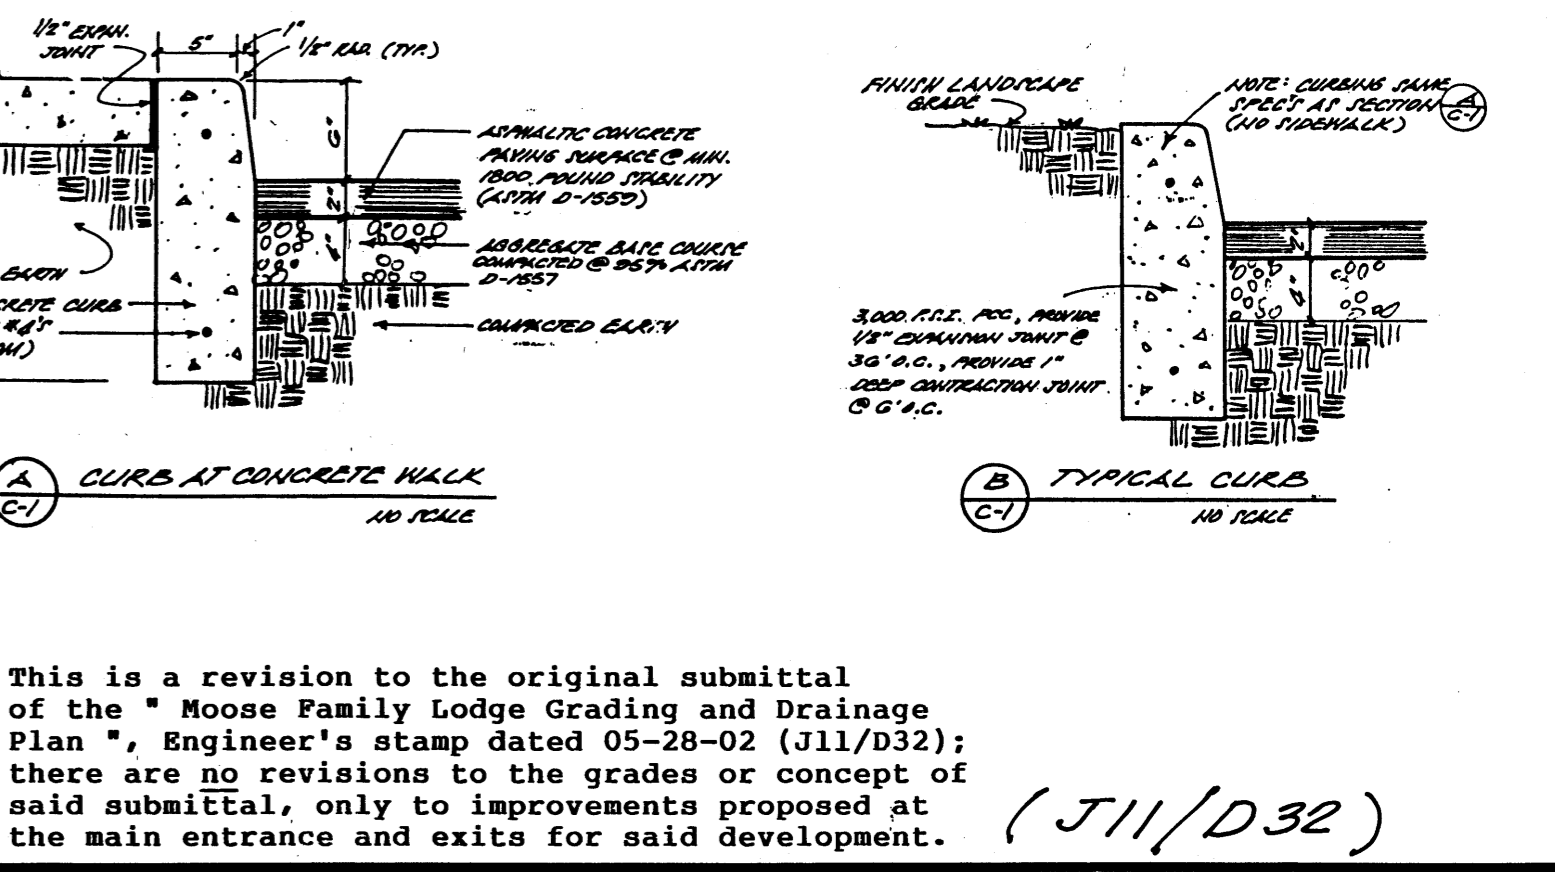 1/2" EXPAN.
JOINT
5"
1"
1/2" RAD. (TYP.)
6"
2"
4"
ASPHALTIC CONCRETE
PAVING SURFACE @ MIN.
1800 POUND STABILITY
(ASTM D-1559)
AGGREGATE BASE COURSE
COMPACTED @ 95% ASTM
D-1557
COMPACTED EARTH
EARTH
CRETE CURB
#4'S
A
C-1
CURB AT CONCRETE WALK
NO SCALE
FINISH LANDSCAPE
GRADE
NOTE: CURBING SAME
SPEC'S AS SECTION
(NO SIDEWALK)
A
C-1
2"
4"
3,000 P.S.I. PCC, PROVIDE
1/2" EXPANSION JOINT @
36' O.C., PROVIDE 1"
DEEP CONTRACTION JOINT
@ 6' O.C.
B
C-1
TYPICAL CURB
NO SCALE
This is a revision to the original submittal
of the " Moose Family Lodge Grading and Drainage
Plan ", Engineer's stamp dated 05-28-02 (J11/D32);
there are no revisions to the grades or concept of
said submittal, only to improvements proposed at
the main entrance and exits for said development.
(J11/D32)